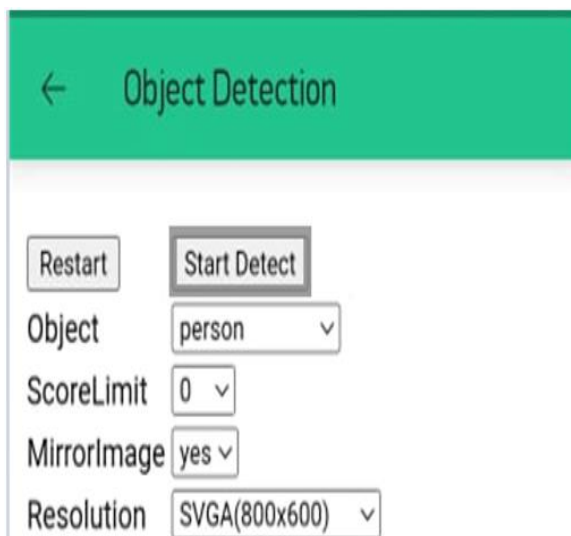 Object Detection
Restart Start Detect
Object person
ScoreLimit 0
MirrorImage yes
Resolution SVGA(800x600)